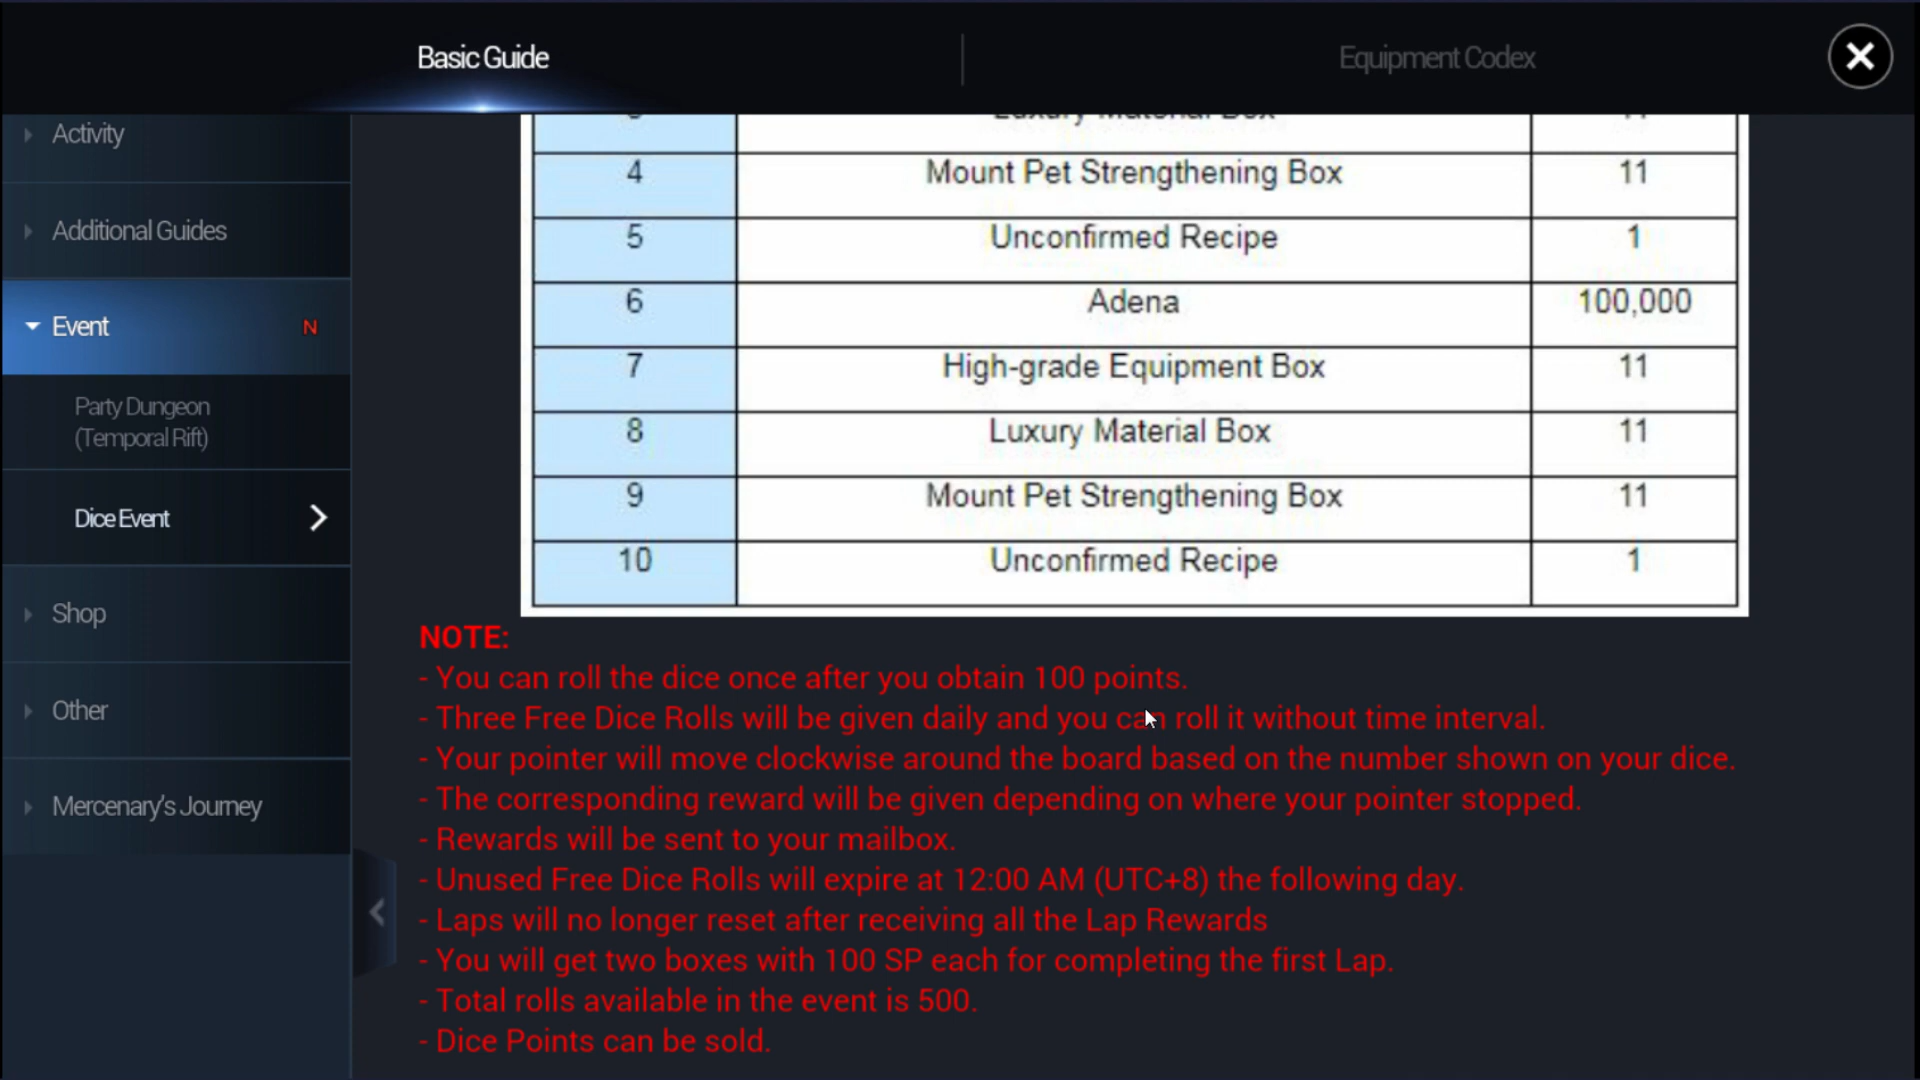 Basic Guide
Equipment Codex
Activity
Additional Guides
Event N
Party Dungeon
(Temporal Rift)
Dice Event
Shop
Other
Mercenary's Journey
Luxury Material Box 11
4 Mount Pet Strengthening Box 11
5 Unconfirmed Recipe 1
6 Adena 100,000
7 High-grade Equipment Box 11
8 Luxury Material Box 11
9 Mount Pet Strengthening Box 11
10 Unconfirmed Recipe 1
NOTE:
- You can roll the dice once after you obtain 100 points.
- Three Free Dice Rolls will be given daily and you can roll it without time interval.
- Your pointer will move clockwise around the board based on the number shown on your dice.
- The corresponding reward will be given depending on where your pointer stopped.
- Rewards will be sent to your mailbox.
- Unused Free Dice Rolls will expire at 12:00 AM (UTC+8) the following day.
- Laps will no longer reset after receiving all the Lap Rewards
- You will get two boxes with 100 SP each for completing the first Lap.
- Total rolls available in the event is 500.
- Dice Points can be sold.